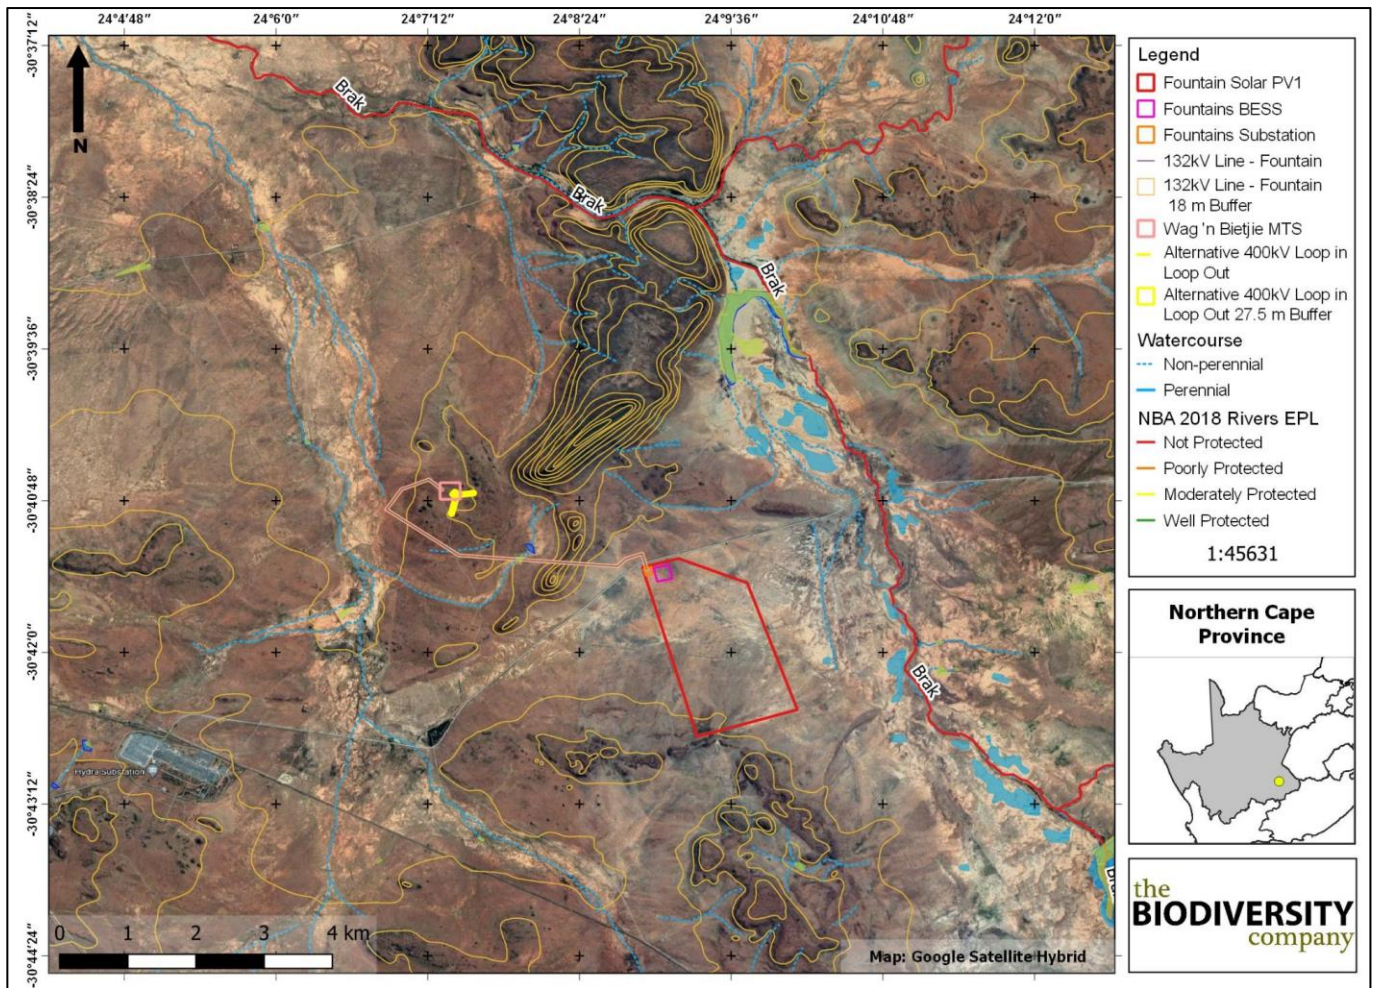 24°4′48″ 24°6′0″ 24°7′12″ 24°8′24″ 24°9′36″ 24°10′48″ 24°12′0″
-30°37′12″
-30°38′24″
-30°39′36″
-30°40′48″
-30°42′0″
-30°43′12″
-30°44′24″
N
Brak
Brak
Brak
Brak
Hydra Substation
0 1 2 3 4 km
Map: Google Satellite Hybrid
Legend
Fountain Solar PV1
Fountains BESS
Fountains Substation
132kV Line - Fountain
132kV Line - Fountain
18 m Buffer
Wag 'n Bietjie MTS
Alternative 400kV Loop in
Loop Out
Alternative 400kV Loop in
Loop Out 27.5 m Buffer
Watercourse
Non-perennial
Perennial
NBA 2018 Rivers EPL
Not Protected
Poorly Protected
Moderately Protected
Well Protected
1:45631
Northern Cape
Province
the
BIODIVERSITY
company